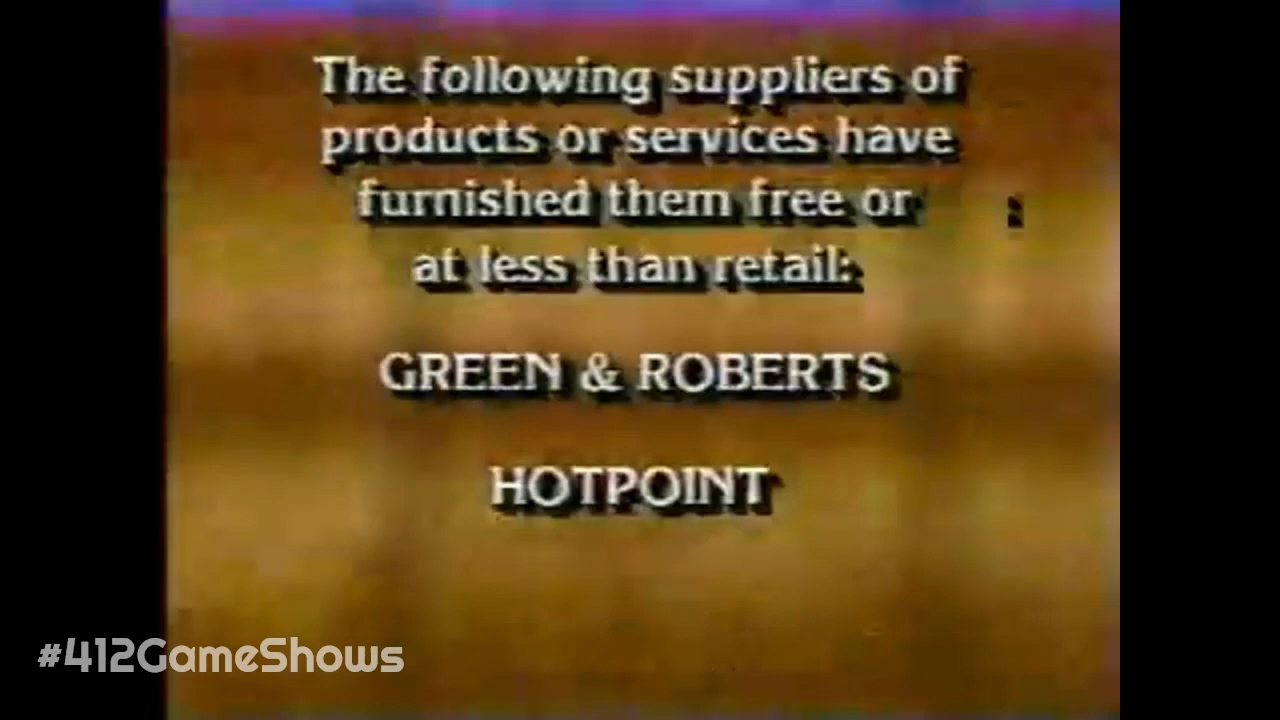 The following suppliers of
products or services have
furnished them free or
at less than retail:
GREEN & ROBERTS
HOTPOINT
#412GameShows